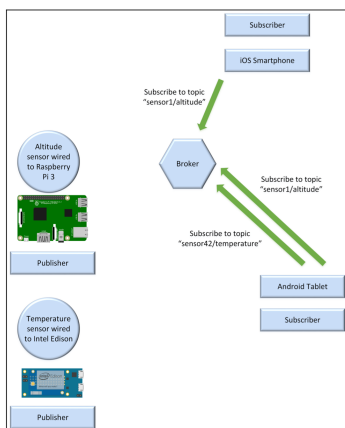 Subscriber
iOS Smartphone
Subscribe to topic
"sensor1/altitude"
Altitude
sensor wired
to Raspberry
Pi 3
Broker
Subscribe to topic
"sensor1/altitude"
Subscribe to topic
"sensor42/temperature"
Publisher
Android Tablet
Temperature
sensor wired
to Intel Edison
Subscriber
Publisher